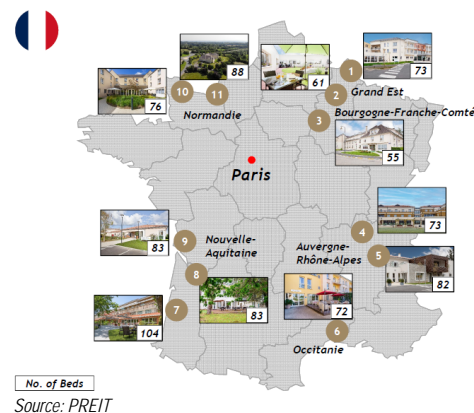 88
61
73
1
10
11
2
Grand Est
76
Normandie
3
Bourgogne-Franche-Comté
55
Paris
73
4
83
9
Nouvelle-
Aquitaine
Auvergne-
Rhône-Alpes
5
82
8
83
72
7
104
6
Occitanie
No. of Beds
Source: PREIT